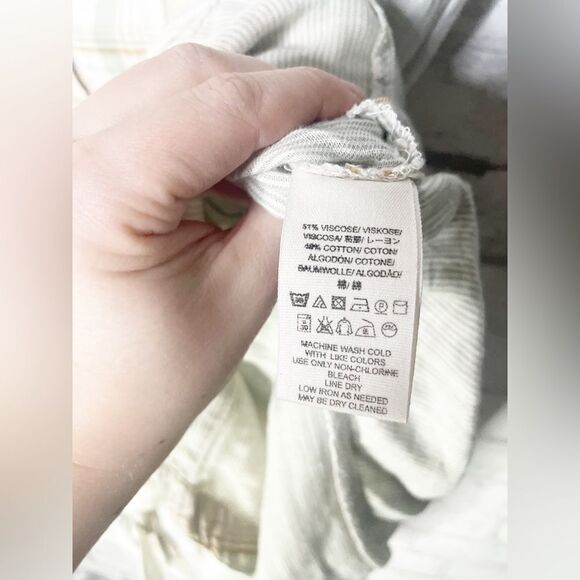 51% VISCOSE/ VISKOSE/
VISCOSA/ 粘膠/ レーヨン
49% COTTON/ COTON/
ALGODÓN/ COTONE/
BAUMWOLLE/ ALGODÃO/
棉/ 綿
MACHINE WASH COLD
WITH LIKE COLORS
USE ONLY NON-CHLORINE
BLEACH
LINE DRY
LOW IRON AS NEEDED
MAY BE DRY CLEANED